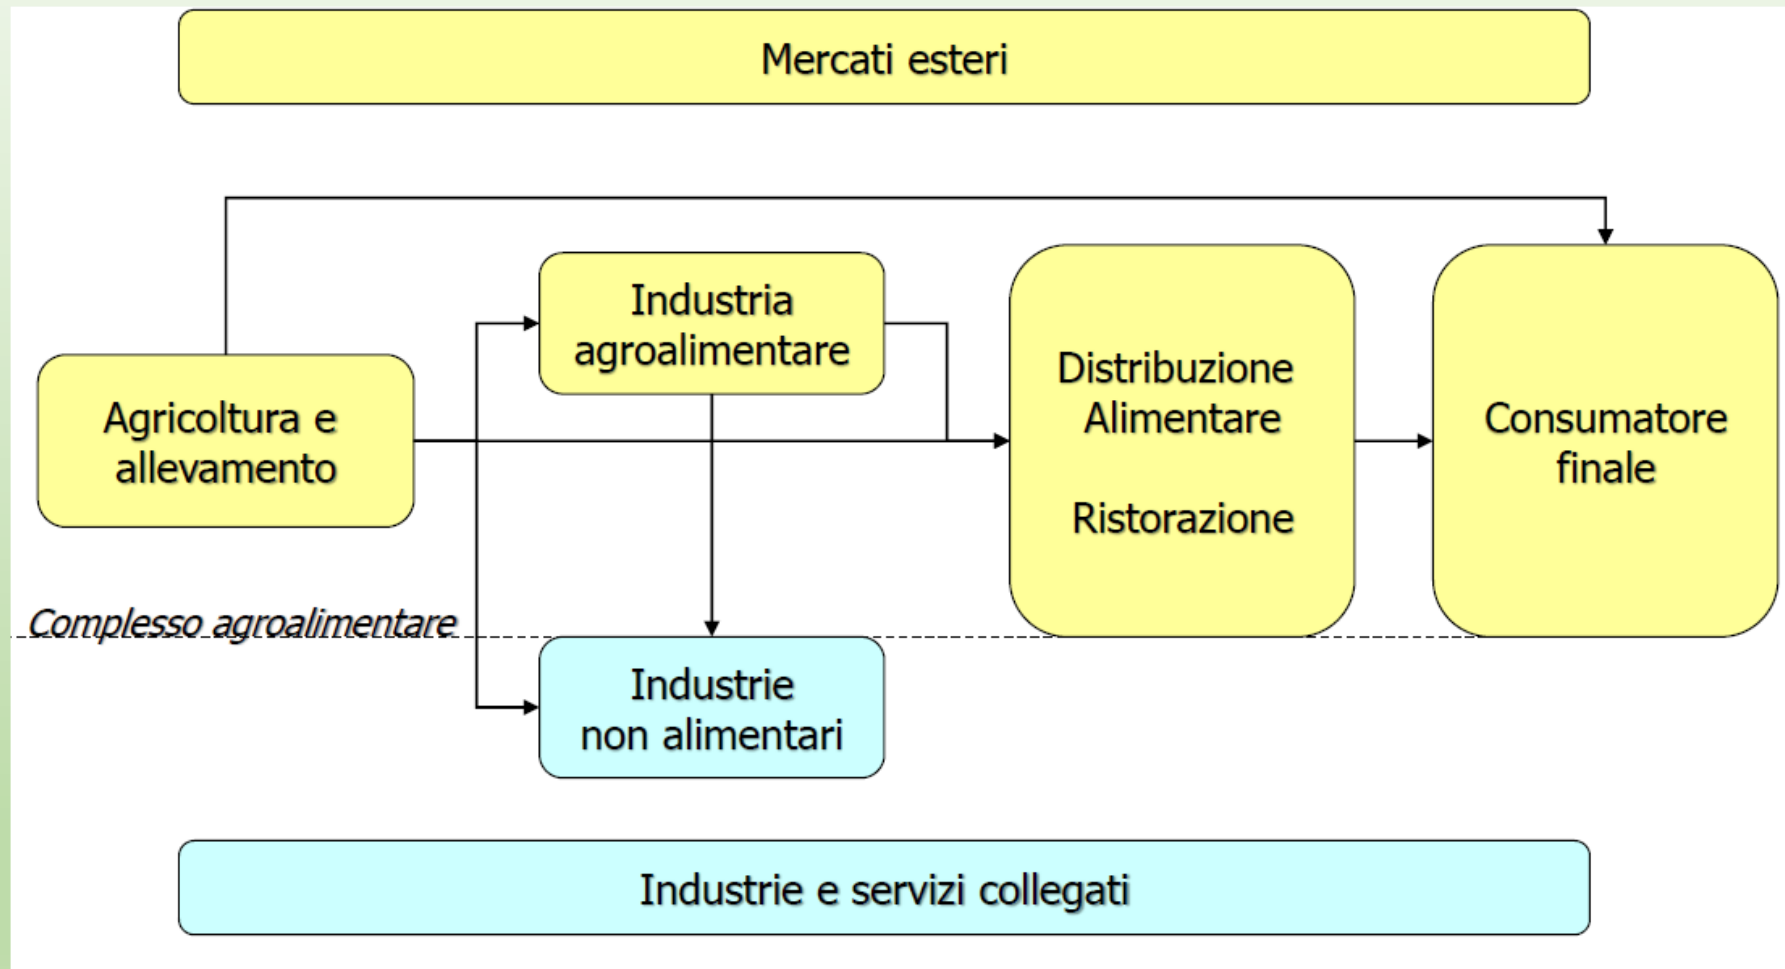 Mercati esteri
Industria
agroalimentare
Agricoltura e
allevamento
Distribuzione
Alimentare
Ristorazione
Consumatore
finale
Complesso agroalimentare
Industrie
non alimentari
Industrie e servizi collegati